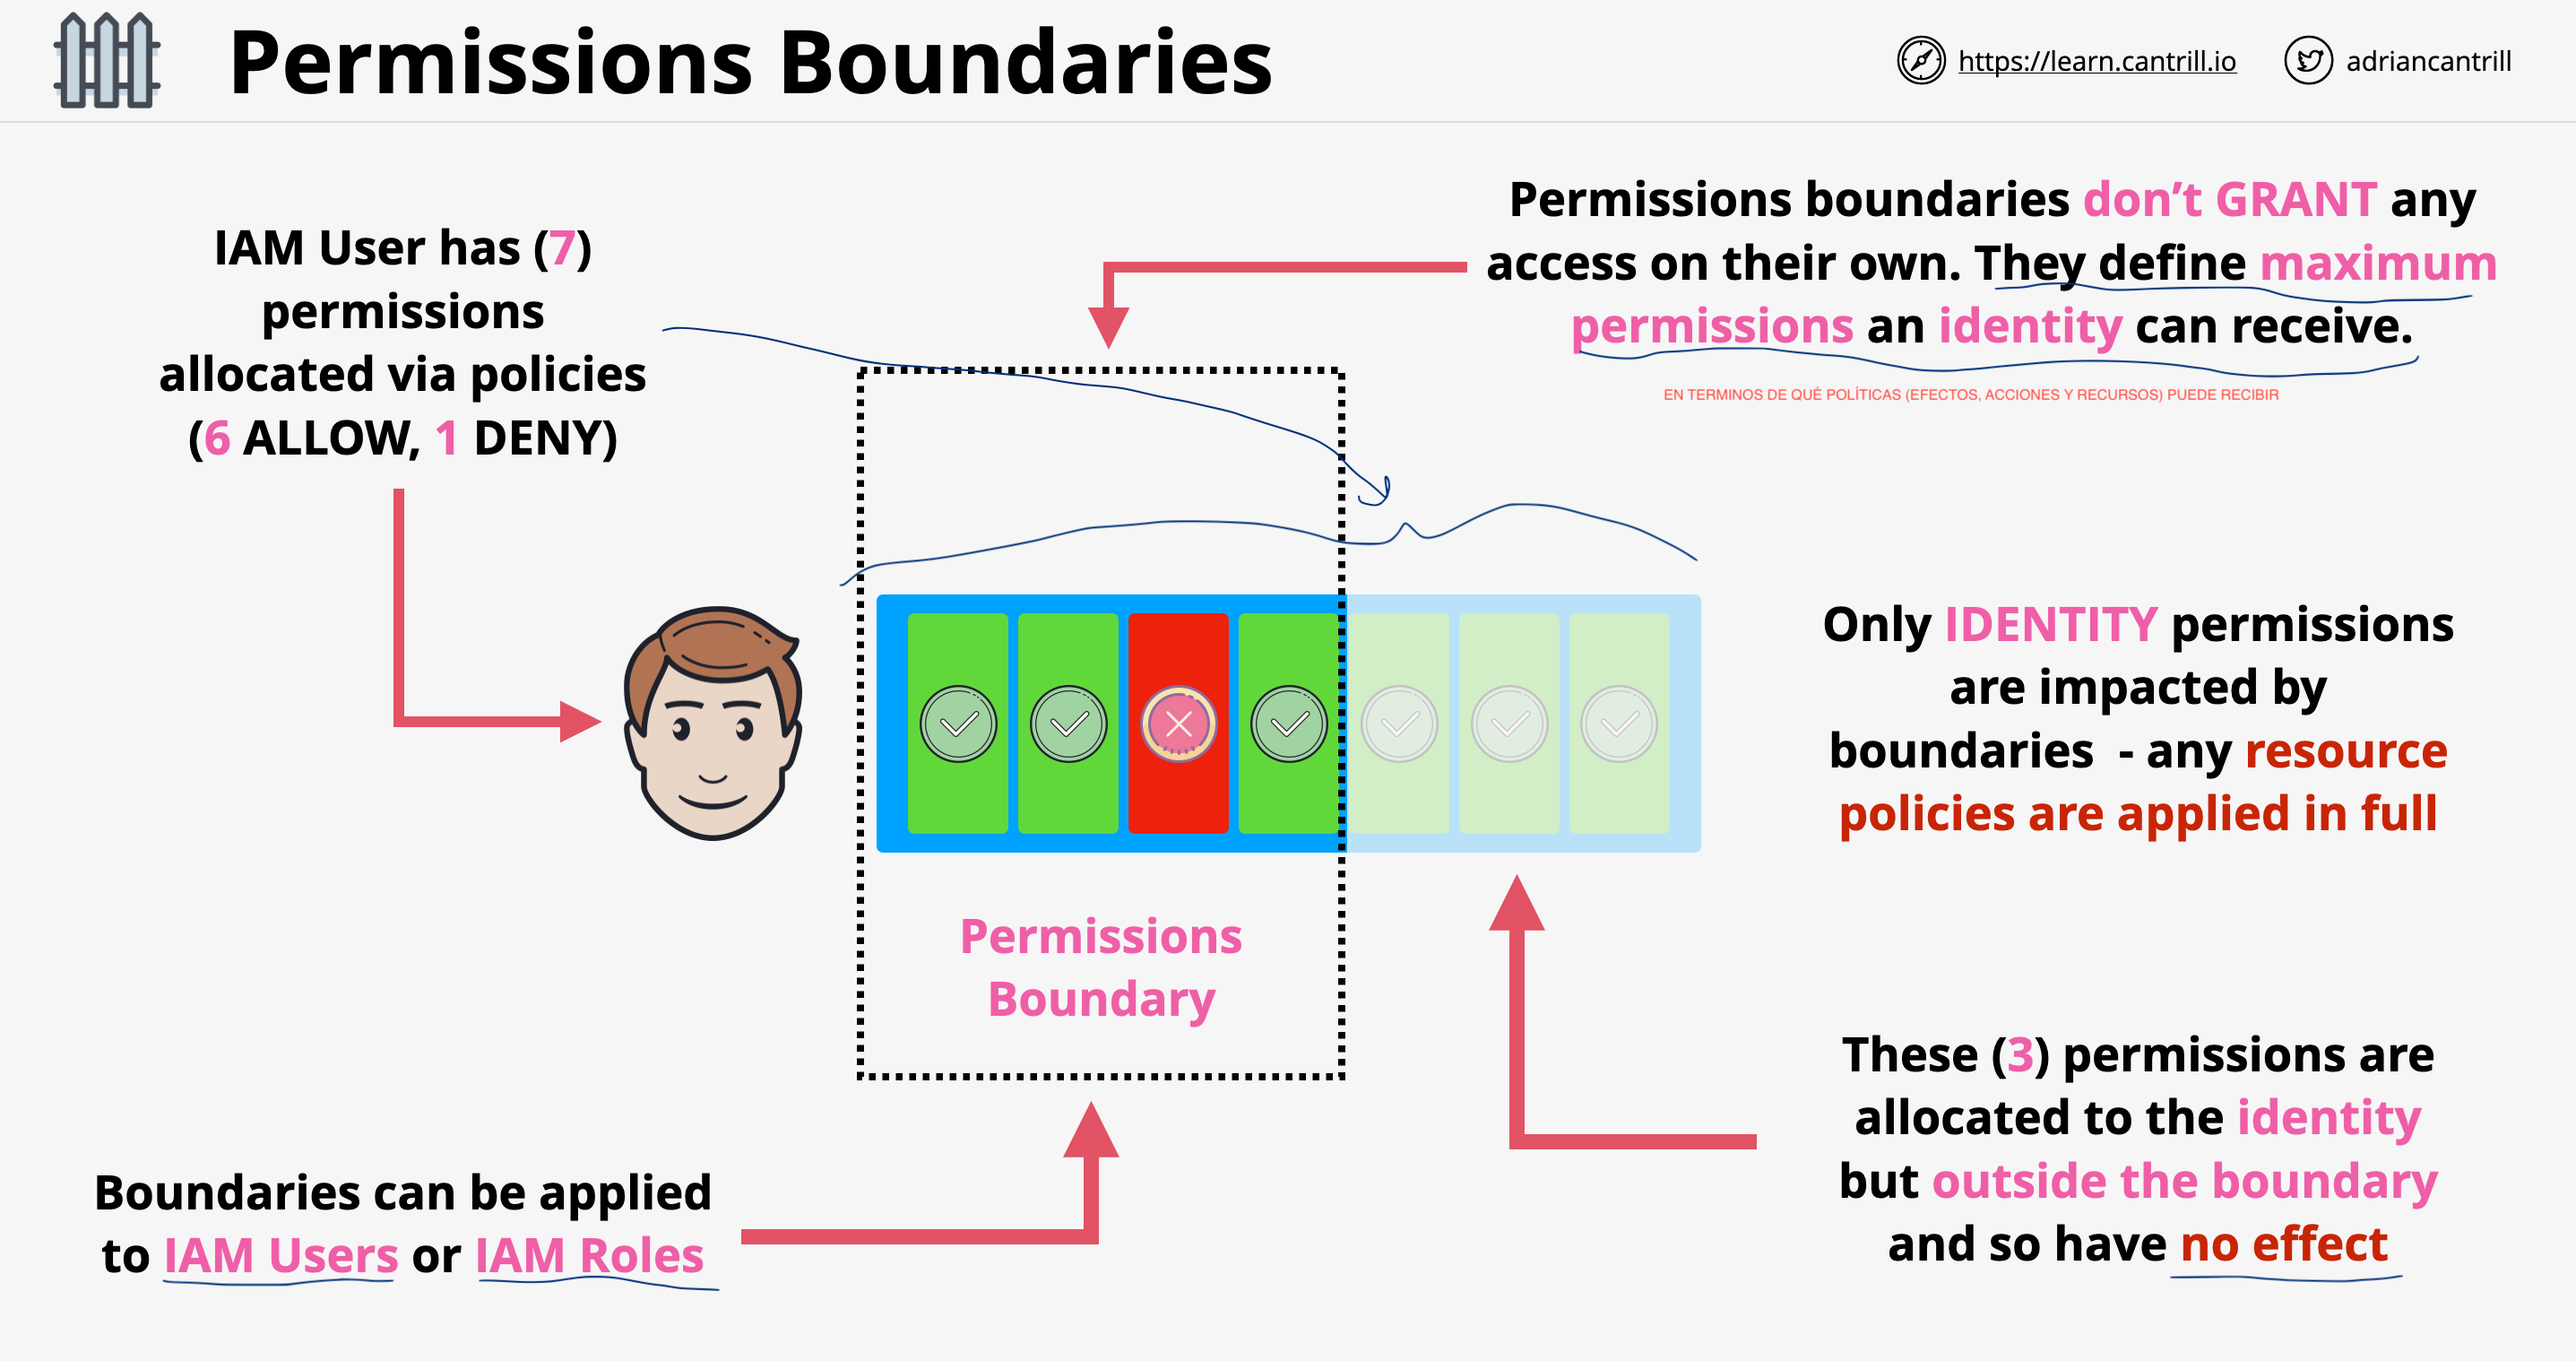 Permissions Boundaries
https://learn.cantrill.io
adriancantrill
IAM User has (7)
permissions
allocated via policies
(6 ALLOW, 1 DENY)
Permissions boundaries don’t GRANT any
access on their own. They define maximum
permissions an identity can receive.
EN TERMINOS DE QUÉ POLÍTICAS (EFECTOS, ACCIONES Y RECURSOS) PUEDE RECIBIR
Only IDENTITY permissions
are impacted by
boundaries - any resource
policies are applied in full
Permissions
Boundary
These (3) permissions are
allocated to the identity
but outside the boundary
and so have no effect
Boundaries can be applied
to IAM Users or IAM Roles